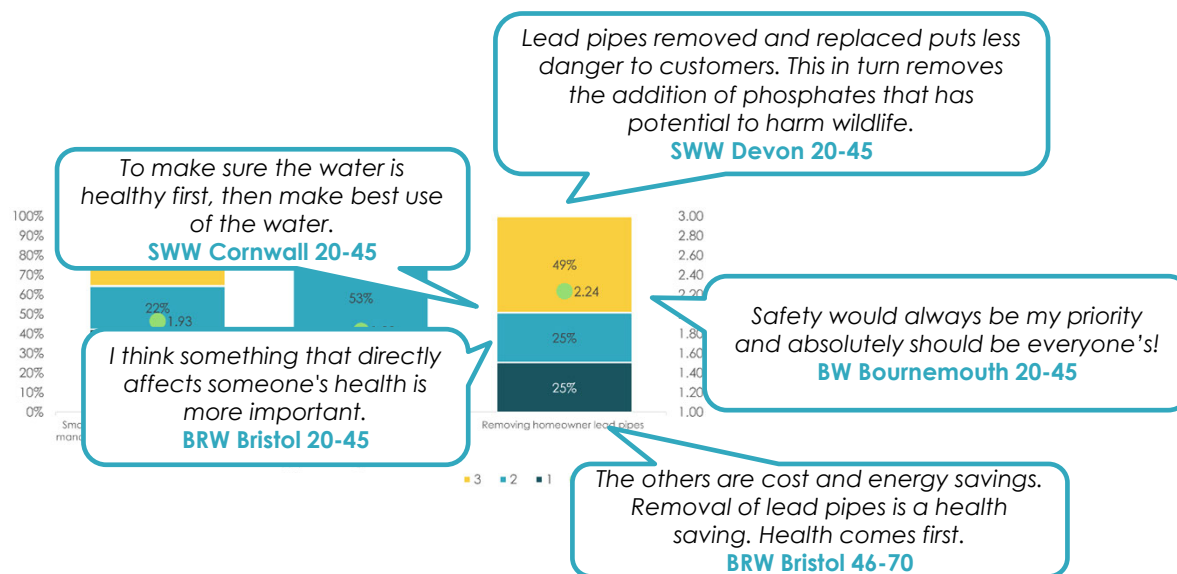 Lead pipes removed and replaced puts less
danger to customers. This in turn removes
the addition of phosphates that has
potential to harm wildlife.
SWW Devon 20-45
To make sure the water is
healthy first, then make best use
of the water.
SWW Cornwall 20-45
100%
90%
80%
70%
60%
50%
40%
30%
20%
10%
0%
22%
1.93
53%
49%
2.24
25%
25%
3.00
2.80
2.60
2.40
2.20
1.80
1.60
1.40
1.20
1.00
Safety would always be my priority
and absolutely should be everyone's!
BW Bournemouth 20-45
I think something that directly
affects someone's health is
more important.
BRW Bristol 20-45
Removing homeowner lead pipes
3 2 1
The others are cost and energy savings.
Removal of lead pipes is a health
saving. Health comes first.
BRW Bristol 46-70